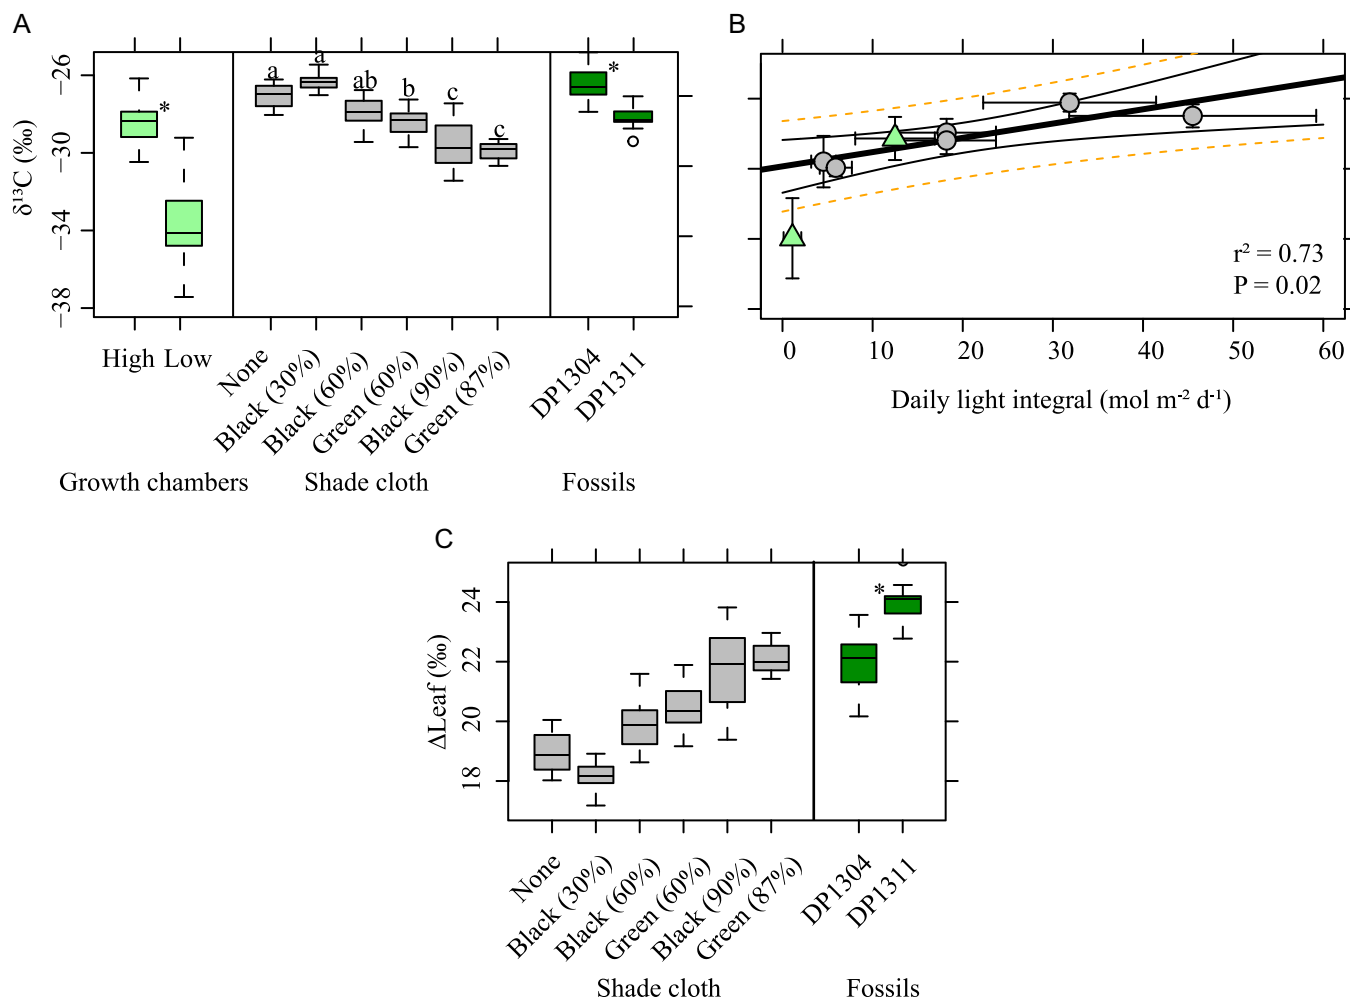 A
B
−26
−30
−34
−38
δ¹³C (‰)
*
a
a
ab
b
c
c
*
High Low
None
Black (30%)
Black (60%)
Green (60%)
Black (90%)
Green (87%)
DP1304
DP1311
Growth chambers
Shade cloth
Fossils
r² = 0.73
P = 0.02
0 10 20 30 40 50 60
Daily light integral (mol m⁻² d⁻¹)
C
24
22
20
18
ΔLeaf (‰)
*
None
Black (30%)
Black (60%)
Green (60%)
Black (90%)
Green (87%)
DP1304
DP1311
Shade cloth
Fossils